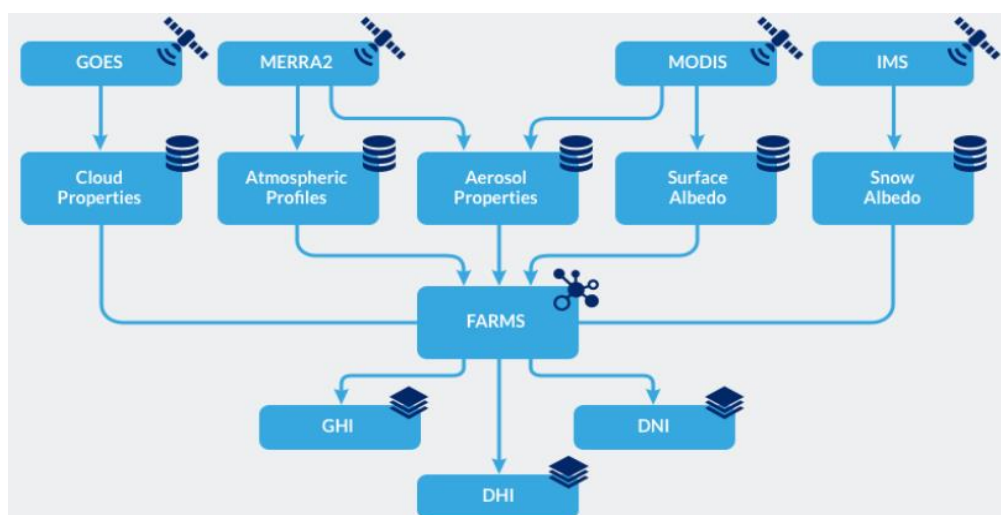 GOES
MERRA2
MODIS
IMS
Cloud
Properties
Atmospheric
Profiles
Aerosol
Properties
Surface
Albedo
Snow
Albedo
FARMS
GHI
DNI
DHI